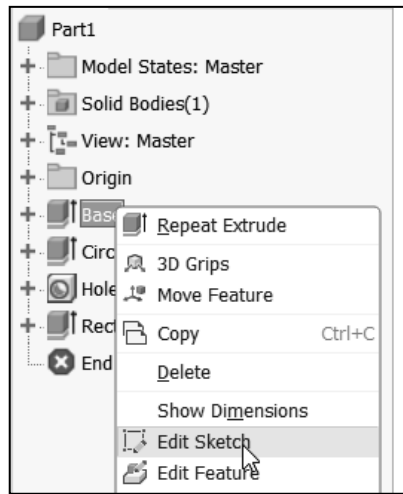 Part1
Model States: Master
Solid Bodies(1)
View: Master
Origin
Base
Repeat Extrude
Circ
3D Grips
Hole
Move Feature
Rect
Copy Ctrl+C
End
Delete
Show Dimensions
Edit Sketch
Edit Feature